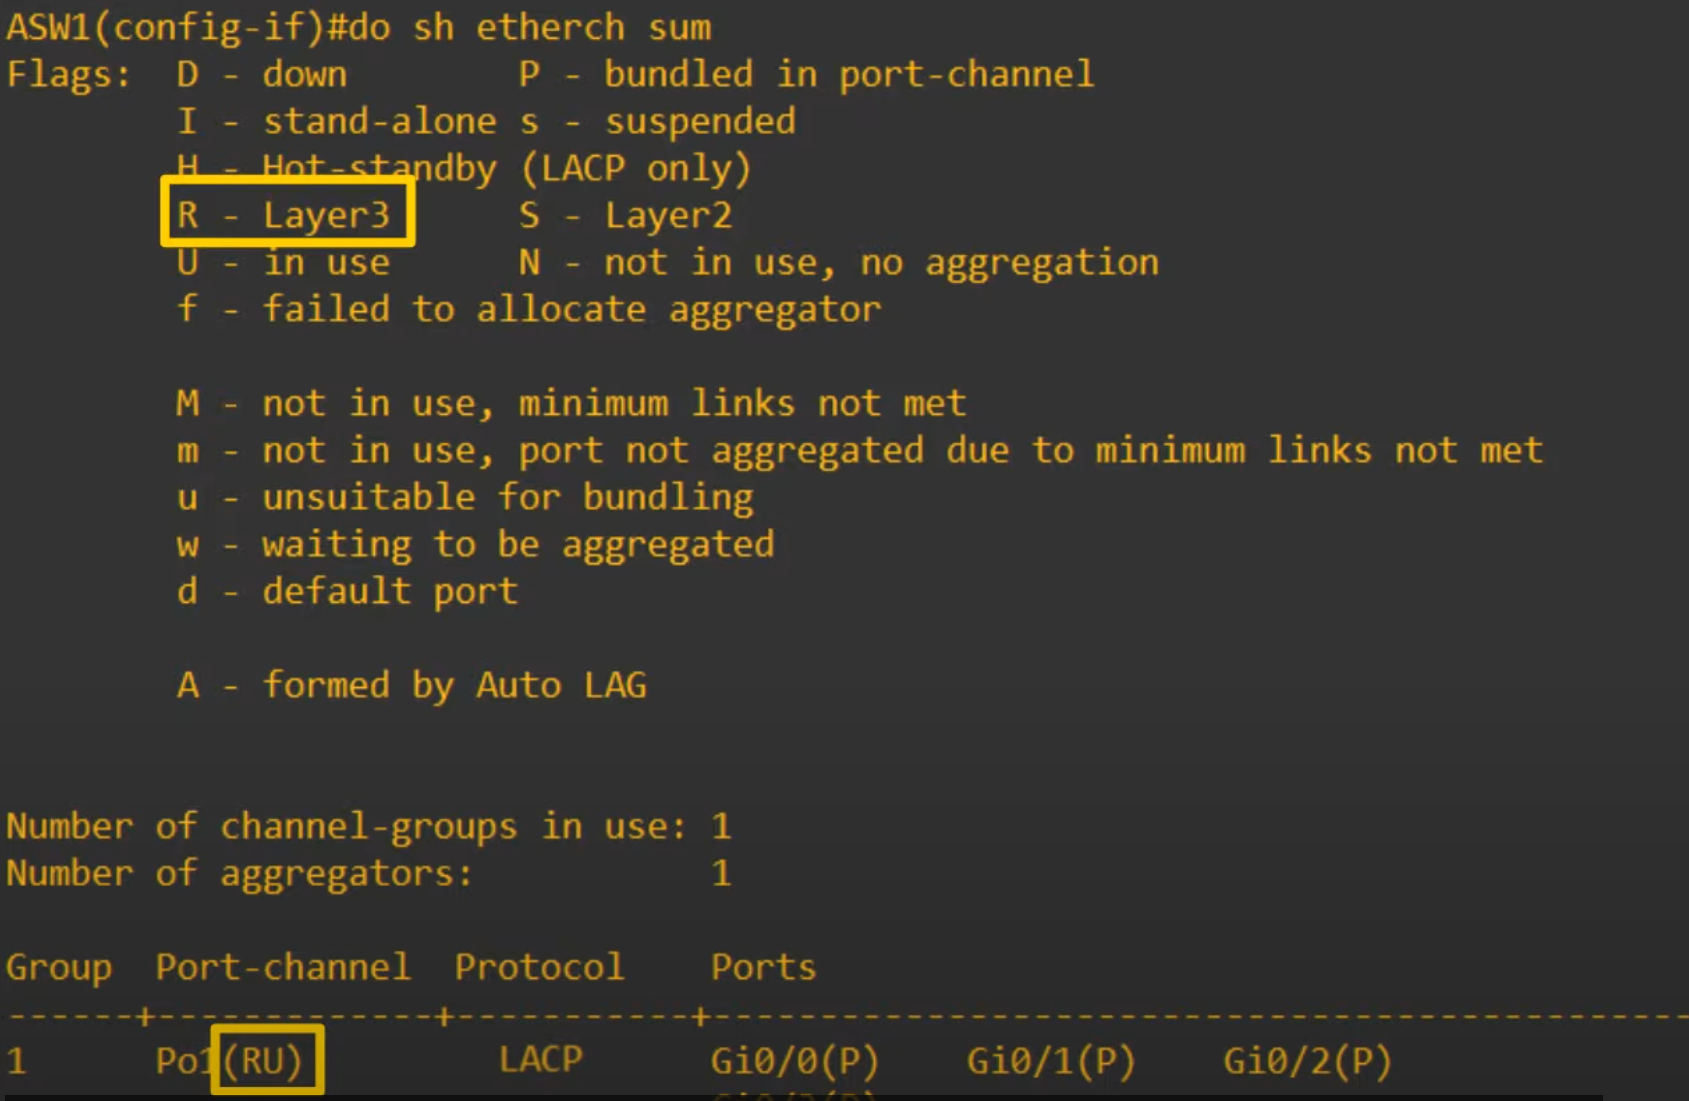 ASW1(config-if)#do sh etherch sum
Flags:  D - down        P - bundled in port-channel
        I - stand-alone s - suspended
        H - Hot-standby (LACP only)
        R - Layer3      S - Layer2
        U - in use      N - not in use, no aggregation
        f - failed to allocate aggregator
        M - not in use, minimum links not met
        m - not in use, port not aggregated due to minimum links not met
        u - unsuitable for bundling
        w - waiting to be aggregated
        d - default port
        A - formed by Auto LAG
Number of channel-groups in use: 1
Number of aggregators:           1
Group  Port-channel  Protocol    Ports
------+-------------+-----------+-----------------------------------------------
1      Po1(RU)         LACP      Gi0/0(P)    Gi0/1(P)    Gi0/2(P)